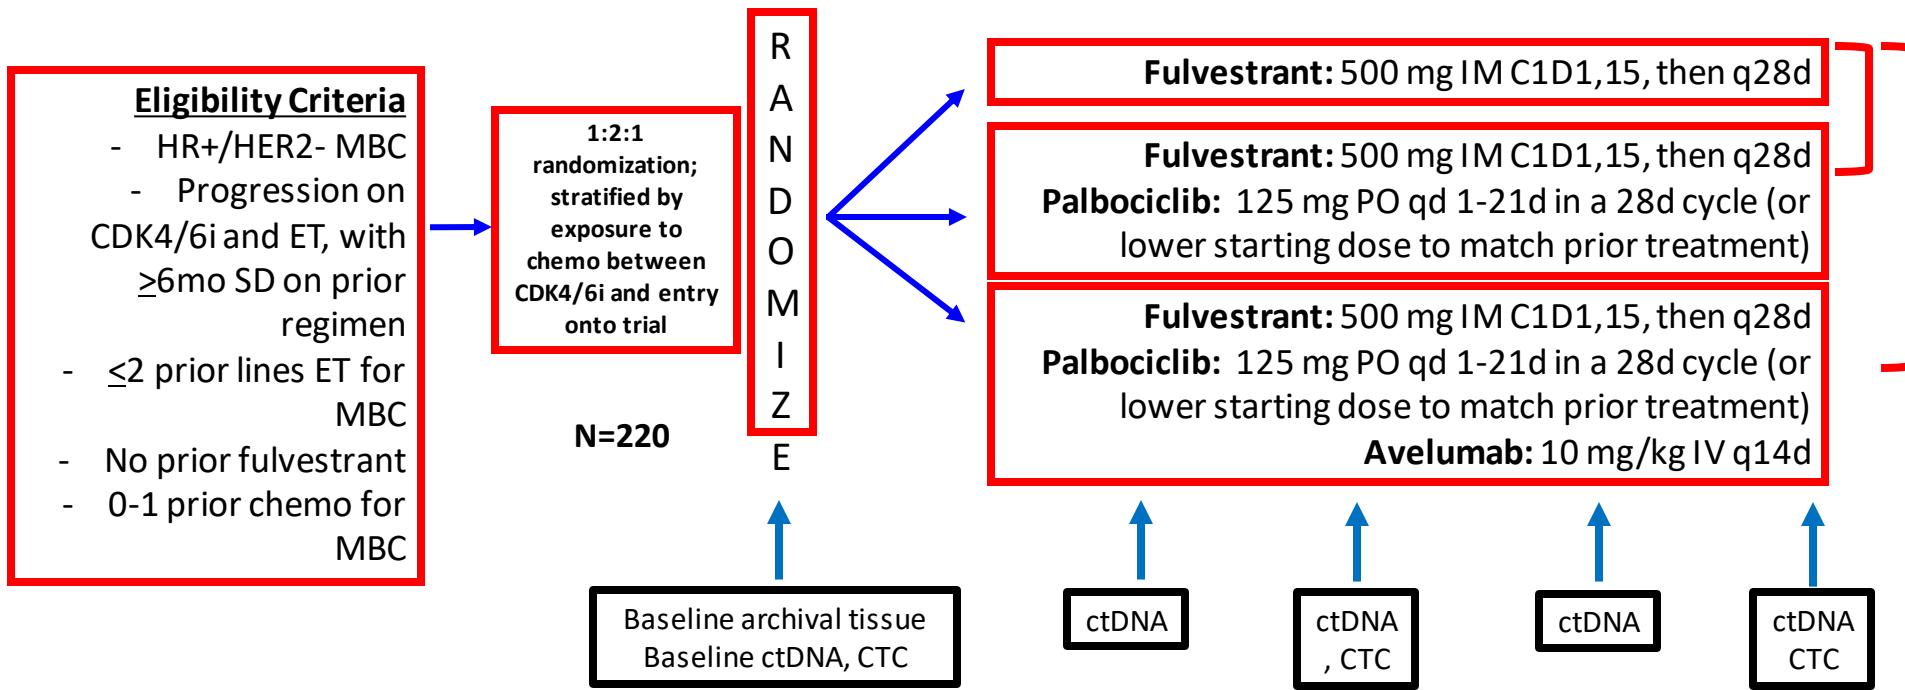 Eligibility Criteria
- HR+/HER2- MBC
- Progression on
CDK4/6i and ET, with
≥6mo SD on prior
regimen
- ≤2 prior lines ET for
MBC
- No prior fulvestrant
- 0-1 prior chemo for
MBC
1:2:1
randomization;
stratified by
exposure to
chemo between
CDK4/6i and entry
onto trial
N=220
R
A
N
D
O
M
I
Z
E
Fulvestrant: 500 mg IM C1D1,15, then q28d
Fulvestrant: 500 mg IM C1D1,15, then q28d
Palbociclib: 125 mg PO qd 1-21d in a 28d cycle (or
lower starting dose to match prior treatment)
Fulvestrant: 500 mg IM C1D1,15, then q28d
Palbociclib: 125 mg PO qd 1-21d in a 28d cycle (or
lower starting dose to match prior treatment)
Avelumab: 10 mg/kg IV q14d
Baseline archival tissue
Baseline ctDNA, CTC
ctDNA
ctDNA
, CTC
ctDNA
ctDNA
CTC